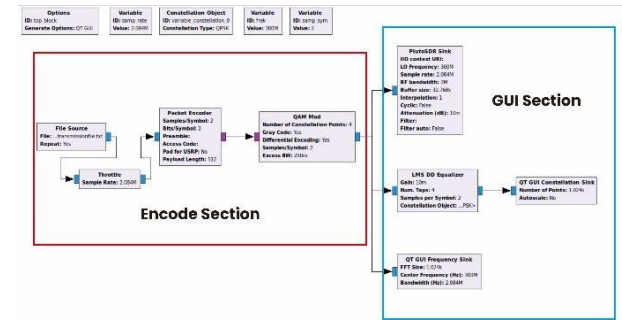 Options
ID: top_block
Generate Options: QT GUI
Variable
ID: samp_rate
Value: 2.084M
Constellation Object
ID: variable_constellation_0
Constellation Type: QPSK
Variable
ID: frek
Value: 380M
Variable
ID: samp_sym
Value: 2
File Source
File: ...transmissionfile.txt
Repeat: Yes
Throttle
Sample Rate: 2.084M
Packet Encoder
Samples/Symbol: 2
Bits/Symbol: 2
Preamble:
Access Code:
Pad for USRP: No
Payload Length: 512
QAM Mod
Number of Constellation Points: 4
Gray Code: Yes
Differential Encoding: Yes
Samples/Symbol: 2
Excess BW: 200m
Encode Section
PlutoSDR Sink
IIO context URI:
LO Frequency: 380M
Sample rate: 2.084M
RF bandwidth: 2M
Buffer size: 32.768k
Interpolation: 1
Cyclic: False
Attenuation (dB): 10m
Filter:
Filter auto: False
GUI Section
LMS DD Equalizer
Gain: 10m
Num. Taps: 4
Samples per Symbol: 2
Constellation Object: ...PSK>
QT GUI Constellation Sink
Number of Points: 1.024k
Autoscale: No
QT GUI Frequency Sink
FFT Size: 1.024k
Center Frequency (Hz): 380M
Bandwidth (Hz): 2.084M